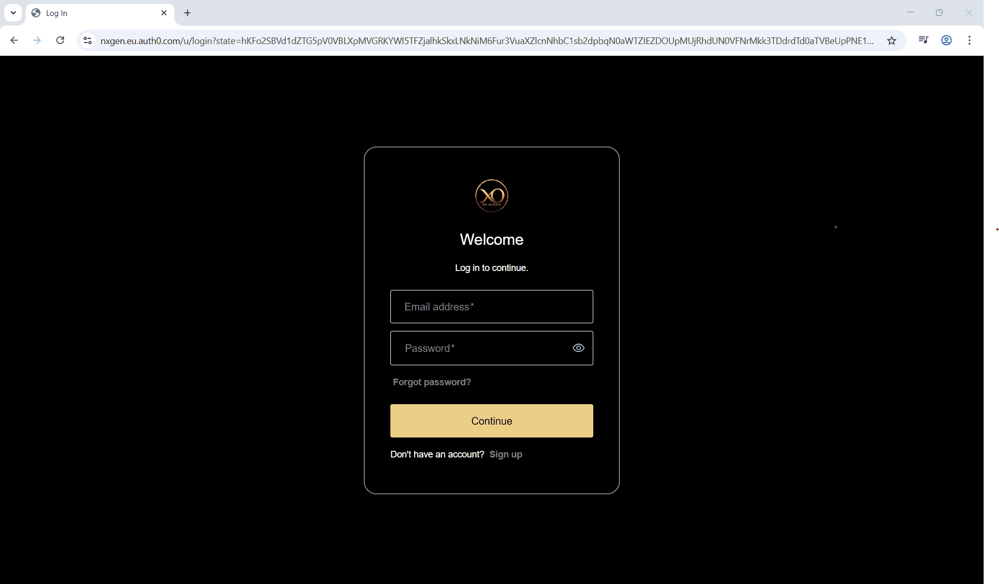 Log In
nxgen.eu.auth0.com/u/login?state=hKFo2SBVd1dZTG5pV0VBLXpMVGRKYWI5TFZjalhkSkxLNkNiM6Fur3VuaXZlcnNhbC1sb2dpbqN0aWTZIEZDOUpMUjRhdUN0VFNrMkk3TDdrdTd0aTVBeUpPNE1...
XO
BY NXGEN
Welcome
Log in to continue.
Email address*
Password*
Forgot password?
Continue
Don't have an account? Sign up